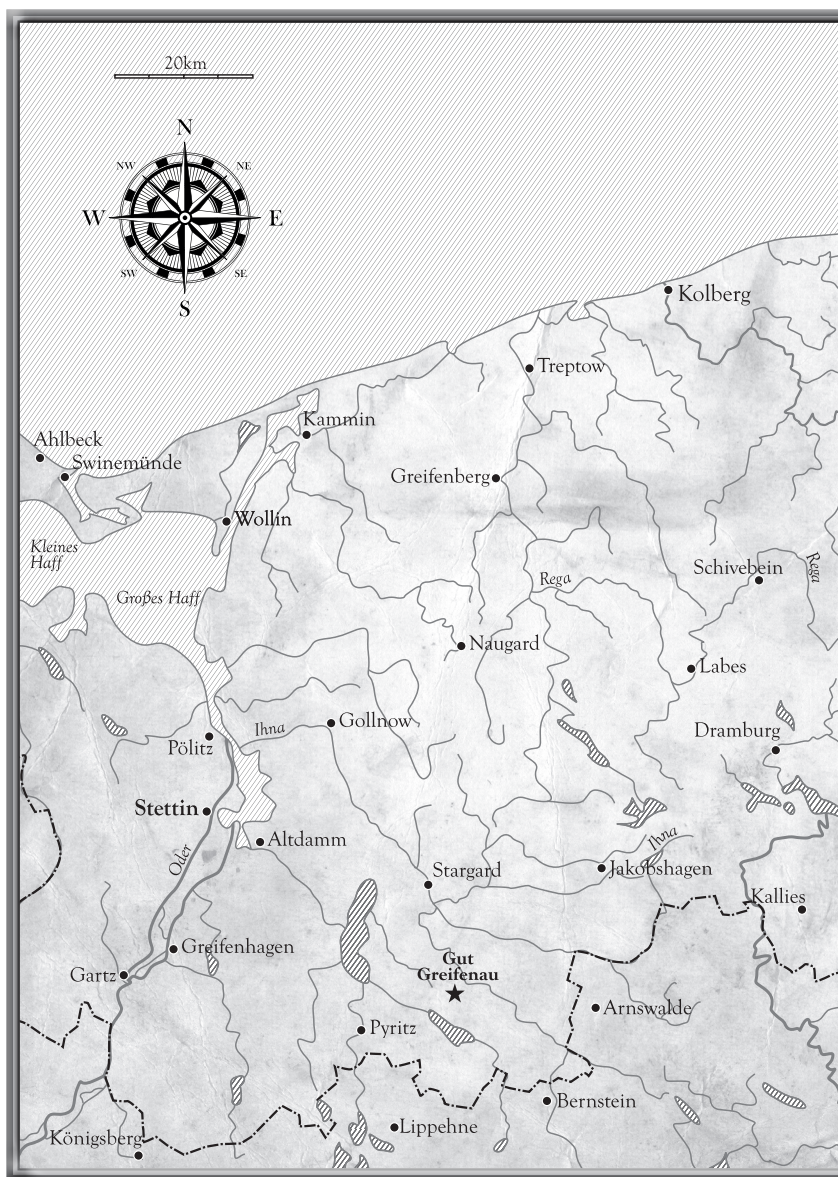 20km
N
NW
NE
W
E
SW
SE
S
Kolberg
Treptow
Kammin
Ahlbeck
Swinemünde
Greifenberg
Wollin
Kleines
Haff
Schivebein
Rega
Rega
Großes Haff
Naugard
Labes
Gollnow
Ihna
Dramburg
Pölitz
Stettin
Ihna
Altdamm
Oder
Stargard
Jakobshagen
Kallies
Greifenhagen
Gut
Greifenau
Gartz
Arnswalde
Pyritz
Bernstein
Lippehne
Königsberg